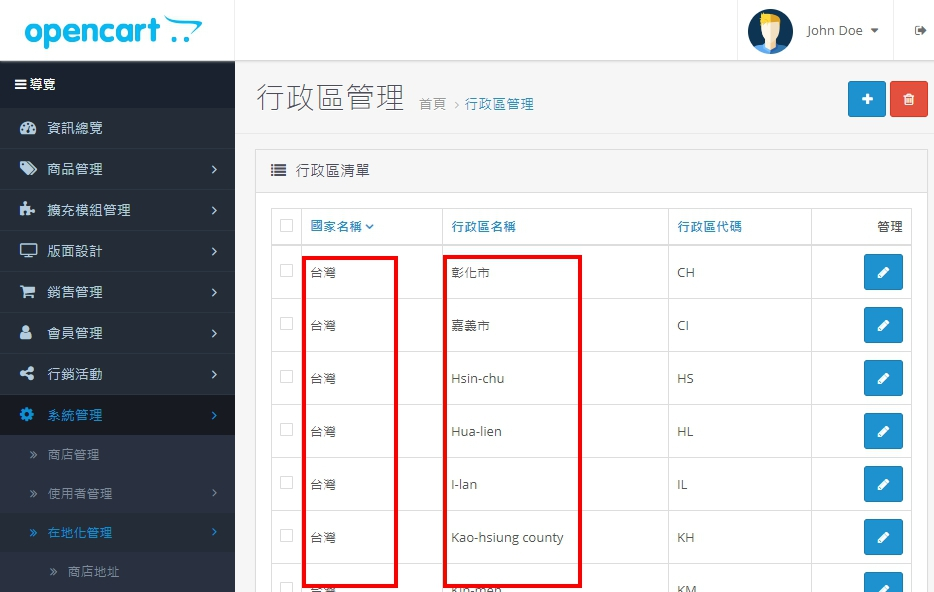 opencart
John Doe
導覽
資訊總覽
商品管理
擴充模組管理
版面設計
銷售管理
會員管理
行銷活動
系統管理
商店管理
使用者管理
在地化管理
商店地址
行政區管理
首頁 › 行政區管理
行政區清單
國家名稱 行政區名稱 行政區代碼 管理
台灣 彰化市 CH
台灣 嘉義市 CI
台灣 Hsin-chu HS
台灣 Hua-lien HL
台灣 I-lan IL
台灣 Kao-hsiung county KH
台灣 Kin-men KM